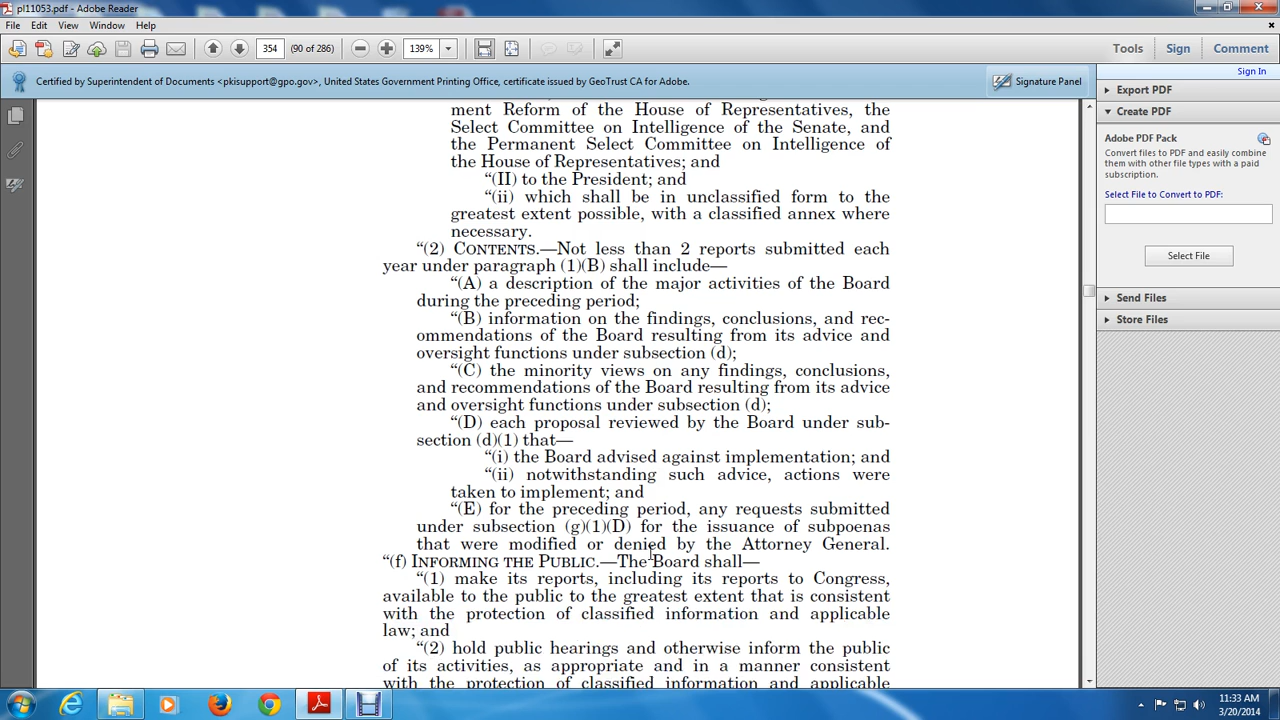 pl11053.pdf - Adobe Reader
File Edit View Window Help
354 (90 of 286) 139% Tools Sign Comment
Certified by Superintendent of Documents <pkisupport@gpo.gov>, United States Government Printing Office, certificate issued by GeoTrust CA for Adobe. Signature Panel
ment Reform of the House of Representatives, the
Select Committee on Intelligence of the Senate, and
the Permanent Select Committee on Intelligence of
the House of Representatives; and
“(II) to the President; and
“(ii) which shall be in unclassified form to the
greatest extent possible, with a classified annex where
necessary.
“(2) CONTENTS.—Not less than 2 reports submitted each
year under paragraph (1)(B) shall include—
“(A) a description of the major activities of the Board
during the preceding period;
“(B) information on the findings, conclusions, and rec-
ommendations of the Board resulting from its advice and
oversight functions under subsection (d);
“(C) the minority views on any findings, conclusions,
and recommendations of the Board resulting from its advice
and oversight functions under subsection (d);
“(D) each proposal reviewed by the Board under sub-
section (d)(1) that—
“(i) the Board advised against implementation; and
“(ii) notwithstanding such advice, actions were
taken to implement; and
“(E) for the preceding period, any requests submitted
under subsection (g)(1)(D) for the issuance of subpoenas
that were modified or denied by the Attorney General.
“(f) INFORMING THE PUBLIC.—The Board shall—
“(1) make its reports, including its reports to Congress,
available to the public to the greatest extent that is consistent
with the protection of classified information and applicable
law; and
“(2) hold public hearings and otherwise inform the public
of its activities, as appropriate and in a manner consistent
with the protection of classified information and applicable
Sign In
Export PDF
Create PDF
Adobe PDF Pack
Convert files to PDF and easily combine
them with other file types with a paid
subscription.
Select File to Convert to PDF:
Select File
Send Files
Store Files
11:33 AM
3/20/2014